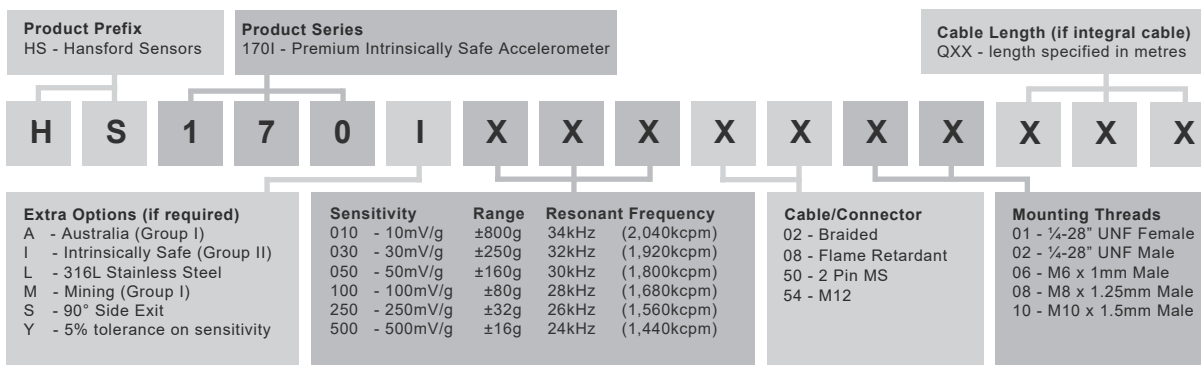 Product Prefix
HS - Hansford Sensors
Product Series
170I - Premium Intrinsically Safe Accelerometer
Cable Length (if integral cable)
QXX - length specified in metres
H S 1 7 0 I X X X X X X X X X X
Extra Options (if required)
A - Australia (Group I)
I - Intrinsically Safe (Group II)
L - 316L Stainless Steel
M - Mining (Group I)
S - 90° Side Exit
Y - 5% tolerance on sensitivity
Sensitivity Range Resonant Frequency
010 - 10mV/g ±800g 34kHz (2,040kcpm)
030 - 30mV/g ±250g 32kHz (1,920kcpm)
050 - 50mV/g ±160g 30kHz (1,800kcpm)
100 - 100mV/g ±80g 28kHz (1,680kcpm)
250 - 250mV/g ±32g 26kHz (1,560kcpm)
500 - 500mV/g ±16g 24kHz (1,440kcpm)
Cable/Connector
02 - Braided
08 - Flame Retardant
50 - 2 Pin MS
54 - M12
Mounting Threads
01 - ¼-28” UNF Female
02 - ¼-28” UNF Male
06 - M6 x 1mm Male
08 - M8 x 1.25mm Male
10 - M10 x 1.5mm Male